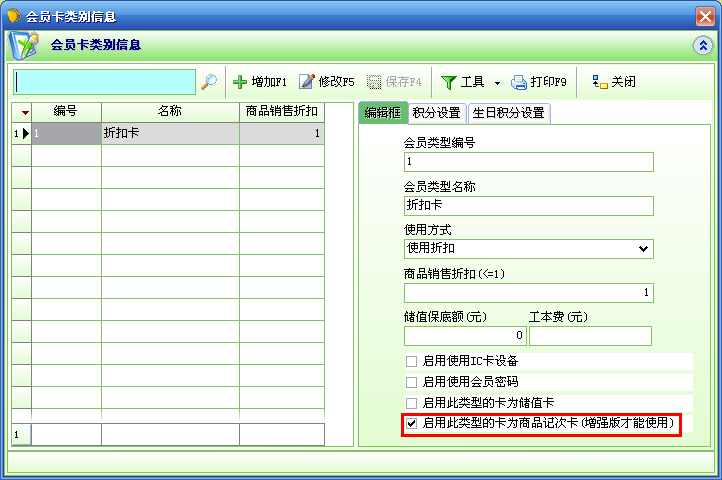 会员卡类别信息
会员卡类别信息
增加F1 修改F5 保存F4 工具 打印F9 关闭
编号 名称 商品销售折扣
1 1 折扣卡 1
1
编辑框 积分设置 生日积分设置
会员类型编号
1
会员类型名称
折扣卡
使用方式
使用折扣
商品销售折扣(<=1)
1
储值保底额(元) 工本费(元)
0
启用使用IC卡设备
启用使用会员密码
启用此类型的卡为储值卡
启用此类型的卡为商品记次卡(增强版才能使用)